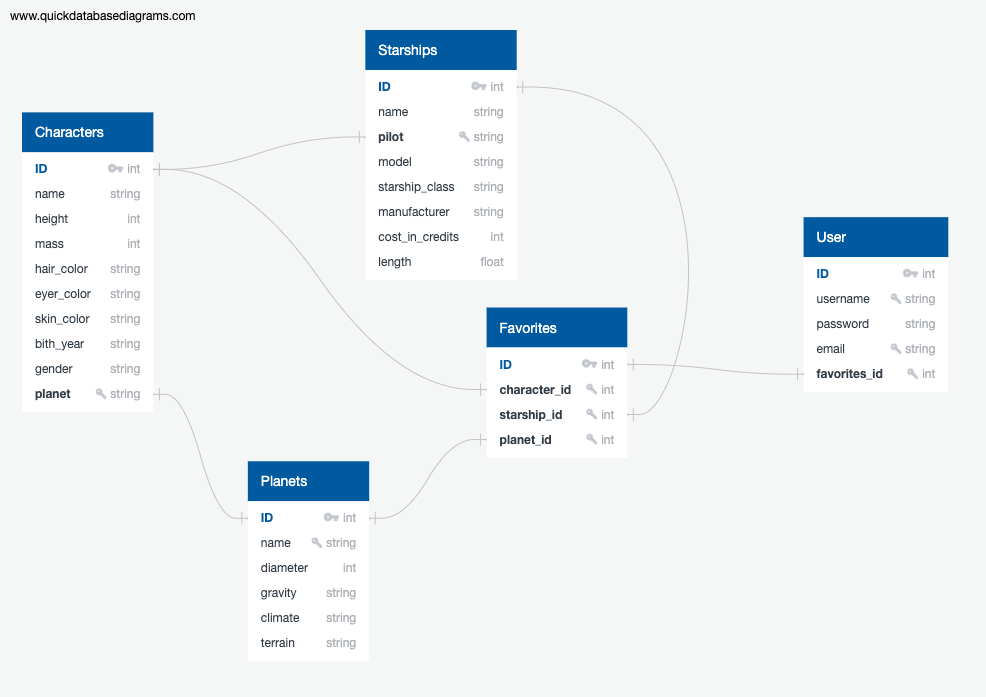 www.quickdatabasediagrams.com
Starships
ID int
name string
pilot string
model string
starship_class string
manufacturer string
cost_in_credits int
length float
Characters
ID int
name string
height int
mass int
hair_color string
eyer_color string
skin_color string
bith_year string
gender string
planet string
User
ID int
username string
password string
email string
favorites_id int
Favorites
ID int
character_id int
starship_id int
planet_id int
Planets
ID int
name string
diameter int
gravity string
climate string
terrain string